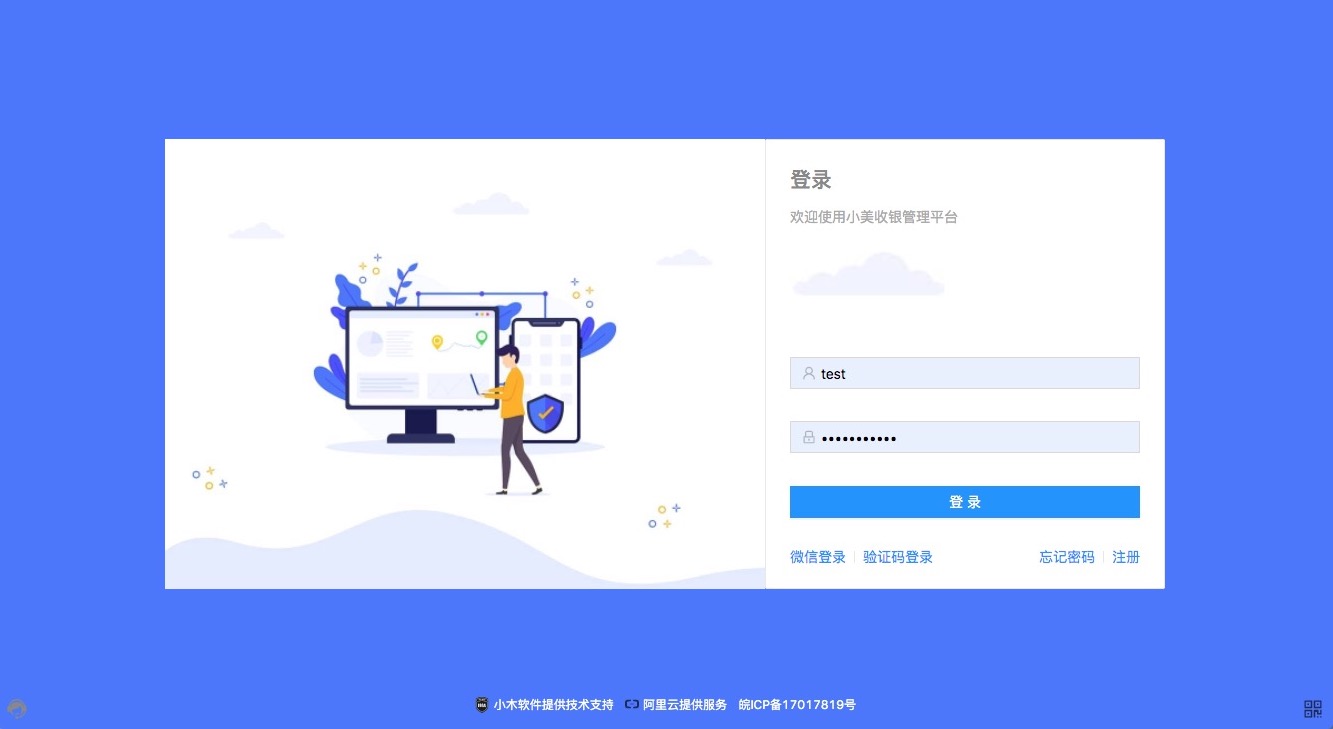 登录
欢迎使用小美收银管理平台
test
•••••••••••
登 录
微信登录 验证码登录 忘记密码 注册
小木软件提供技术支持 阿里云提供服务 皖ICP备17017819号